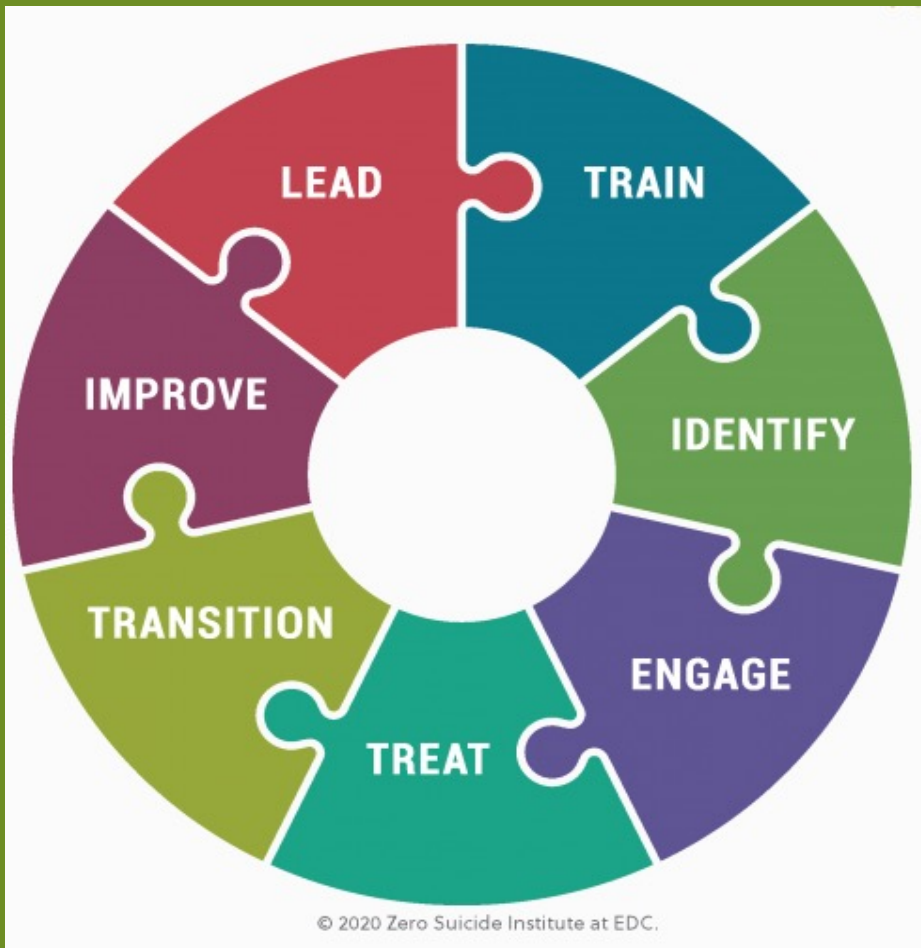 LEAD
TRAIN
IDENTIFY
ENGAGE
TREAT
TRANSITION
IMPROVE
© 2020 Zero Suicide Institute at EDC.